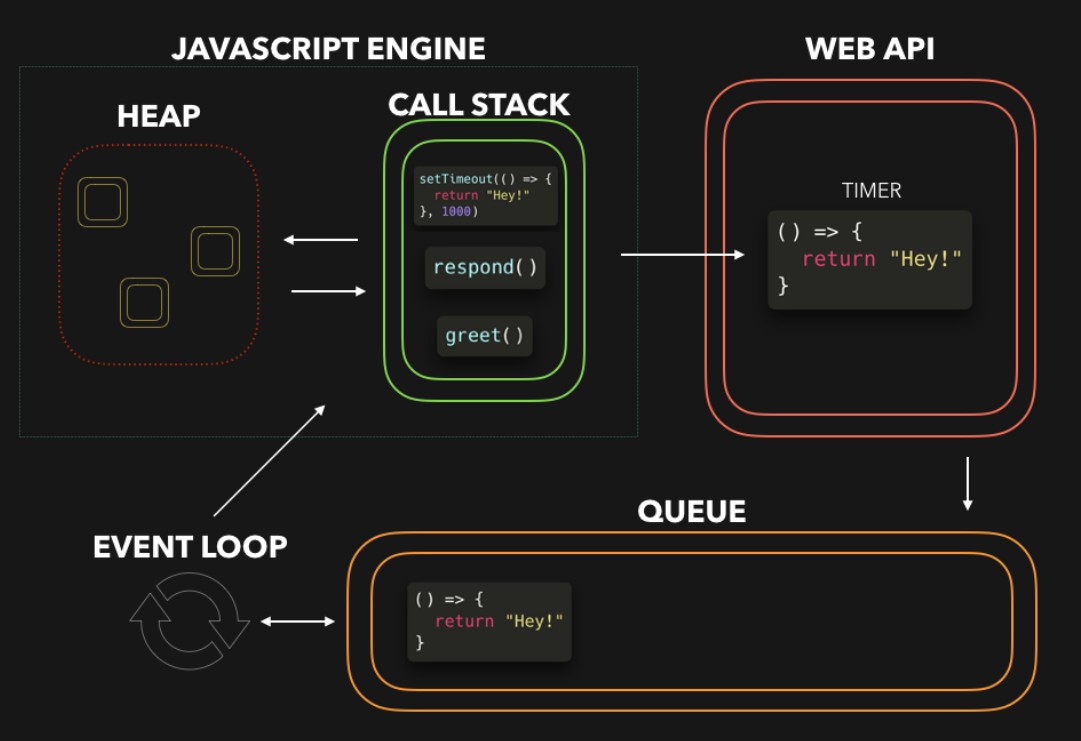 JAVASCRIPT ENGINE
WEB API
HEAP
CALL STACK
setTimeout(() => {
  return "Hey!"
}, 1000)
respond()
greet()
TIMER
() => {
  return "Hey!"
}
EVENT LOOP
QUEUE
() => {
  return "Hey!"
}